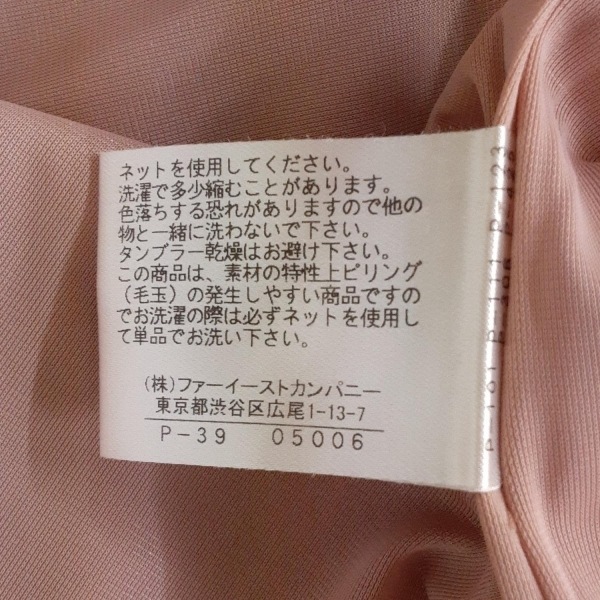 ネットを使用してください。
洗濯で多少縮むことがあります。
色落ちする恐れがありますので他の
物と一緒に洗わないで下さい。
タンブラー乾燥はお避け下さい。
この商品は、素材の特性上ピリング
（毛玉）の発生しやすい商品ですの
でお洗濯の際は必ずネットを使用し
て単品でお洗い下さい。
（株）ファーイーストカンパニー
東京都渋谷区広尾1-13-7
P-39 05006